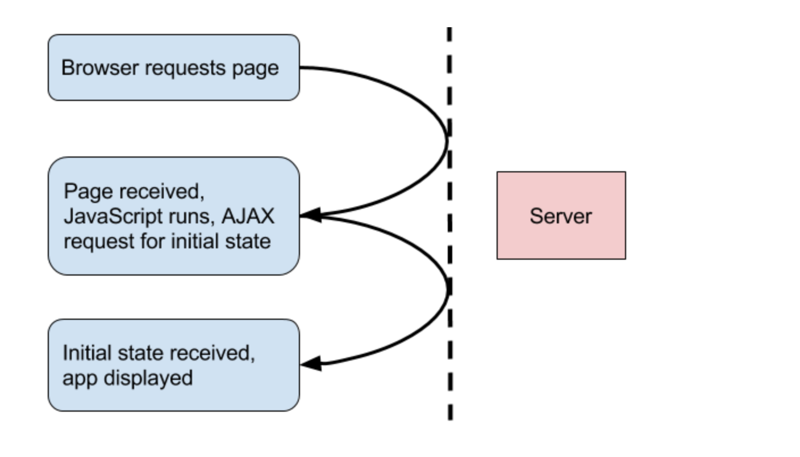 Browser requests page
Page received,
JavaScript runs, AJAX
request for initial state
Server
Initial state received,
app displayed